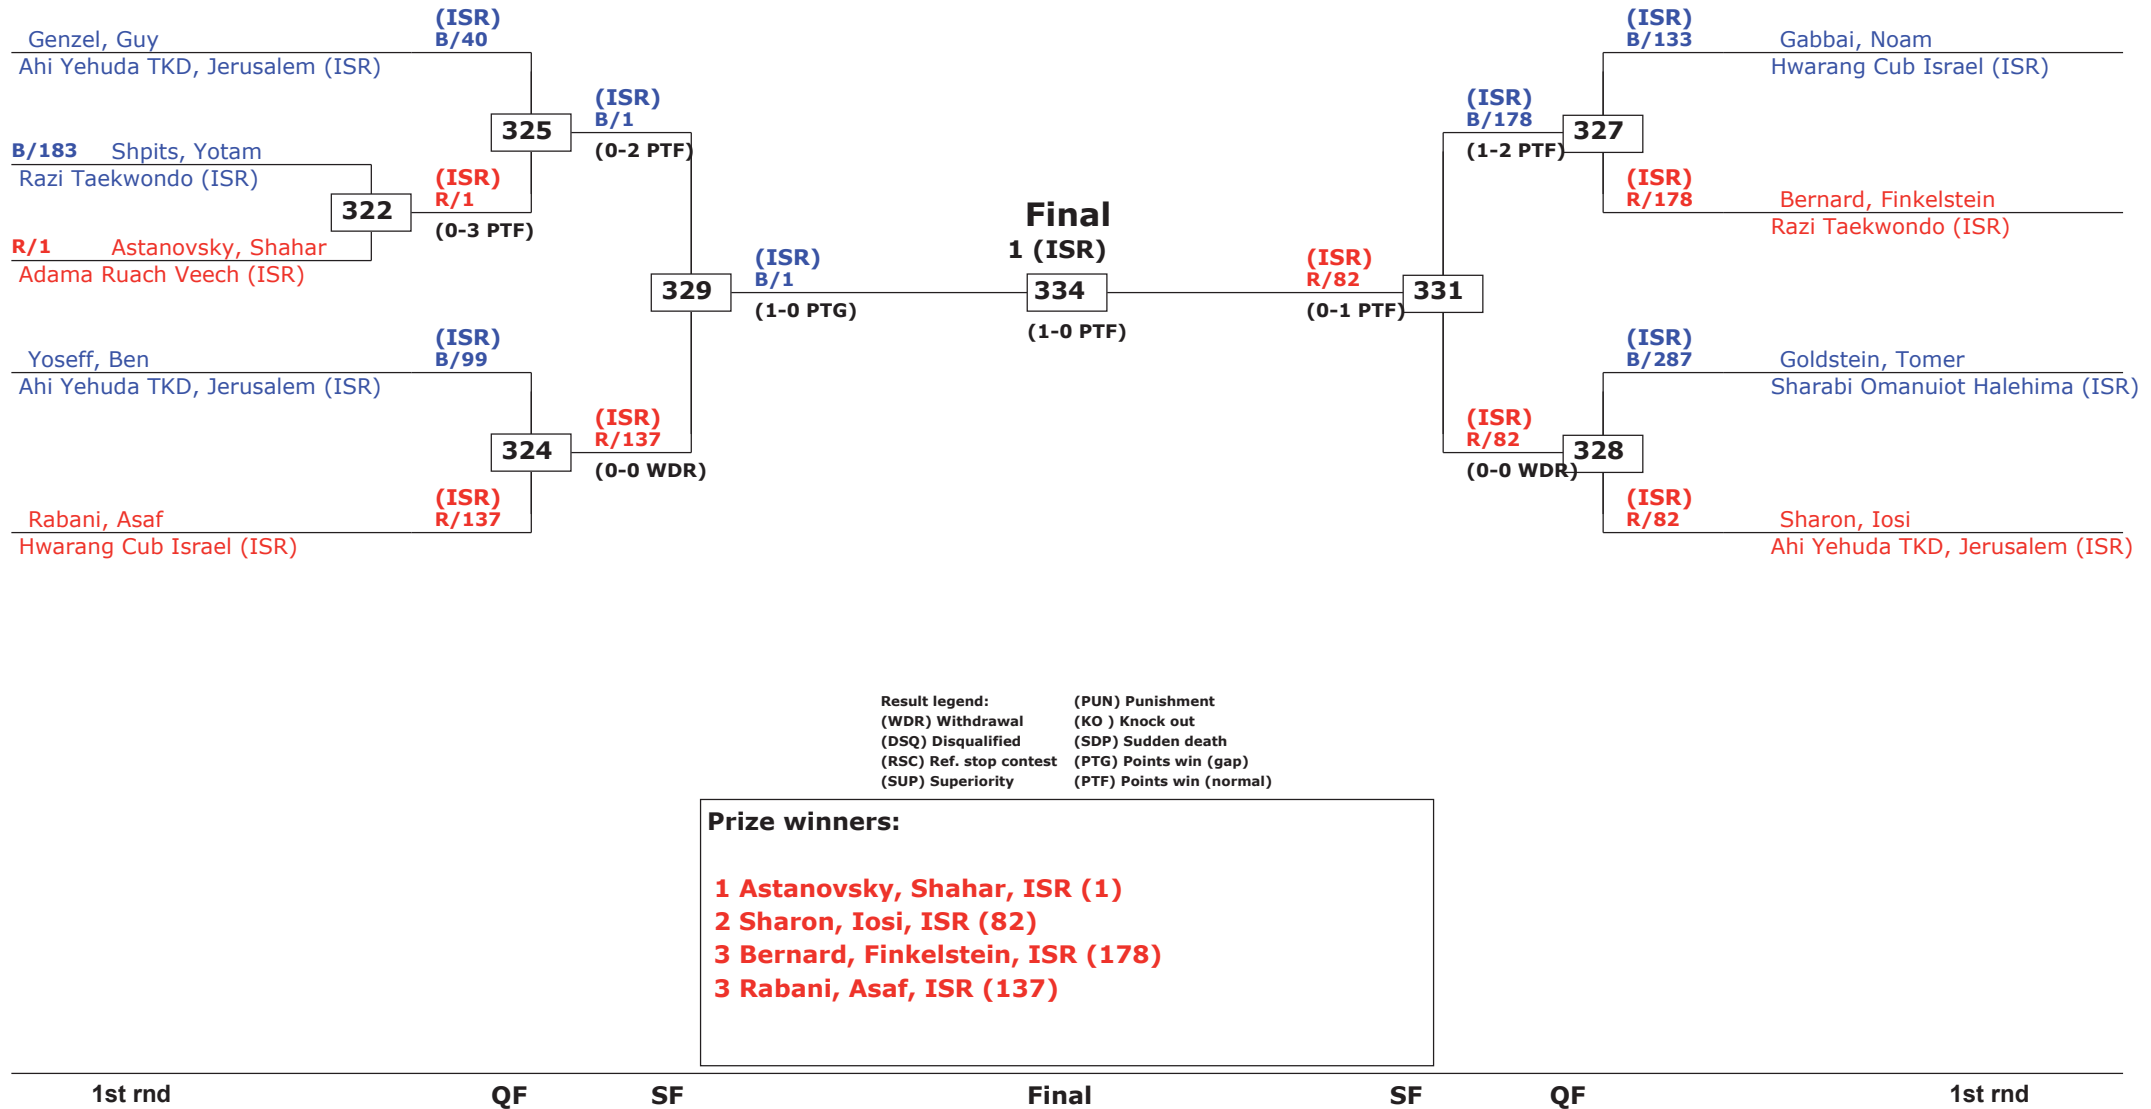 (ISR)
B/40
Genzel, Guy
Ahi Yehuda TKD, Jerusalem (ISR)
325
(ISR)
B/1
(0-2 PTF)
B/183 Shpits, Yotam
Razi Taekwondo (ISR)
322
(ISR)
R/1
(0-3 PTF)
R/1 Astanovsky, Shahar
Adama Ruach Veech (ISR)
329
(ISR)
B/1
(1-0 PTG)
(ISR)
B/99
Yoseff, Ben
Ahi Yehuda TKD, Jerusalem (ISR)
324
(ISR)
R/137
(0-0 WDR)
(ISR)
R/137
Rabani, Asaf
Hwarang Cub Israel (ISR)
Final
1 (ISR)
334
(1-0 PTF)
(ISR)
B/133
Gabbai, Noam
Hwarang Cub Israel (ISR)
(ISR)
B/178
(1-2 PTF)
327
(ISR)
R/178
Bernard, Finkelstein
Razi Taekwondo (ISR)
(ISR)
R/82
(0-1 PTF)
331
(ISR)
B/287
Goldstein, Tomer
Sharabi Omanuiot Halehima (ISR)
(ISR)
R/82
(0-0 WDR)
328
(ISR)
R/82
Sharon, Iosi
Ahi Yehuda TKD, Jerusalem (ISR)
Result legend: (PUN) Punishment
(WDR) Withdrawal (KO ) Knock out
(DSQ) Disqualified (SDP) Sudden death
(RSC) Ref. stop contest (PTG) Points win (gap)
(SUP) Superiority (PTF) Points win (normal)
Prize winners:
1 Astanovsky, Shahar, ISR (1)
2 Sharon, Iosi, ISR (82)
3 Bernard, Finkelstein, ISR (178)
3 Rabani, Asaf, ISR (137)
1st rnd QF SF Final SF QF 1st rnd